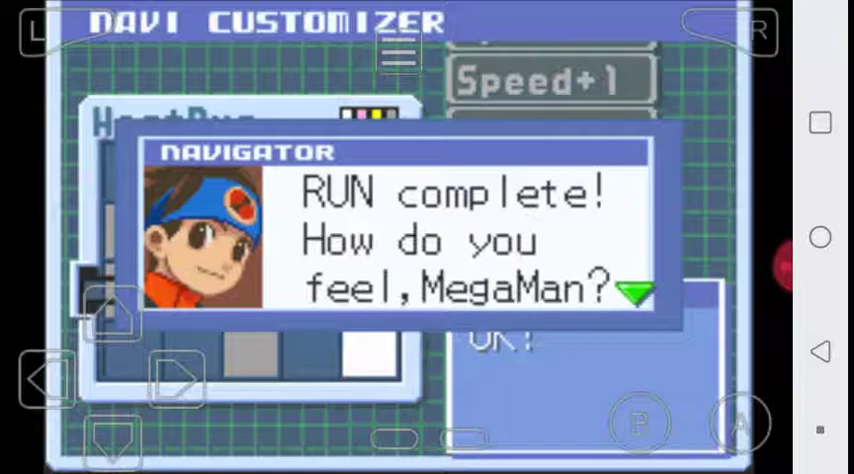 L
NAVI CUSTOMIZER
R
Speed+1
NAVIGATOR
RUN complete!
How do you
feel,MegaMan?
OK!
B
A